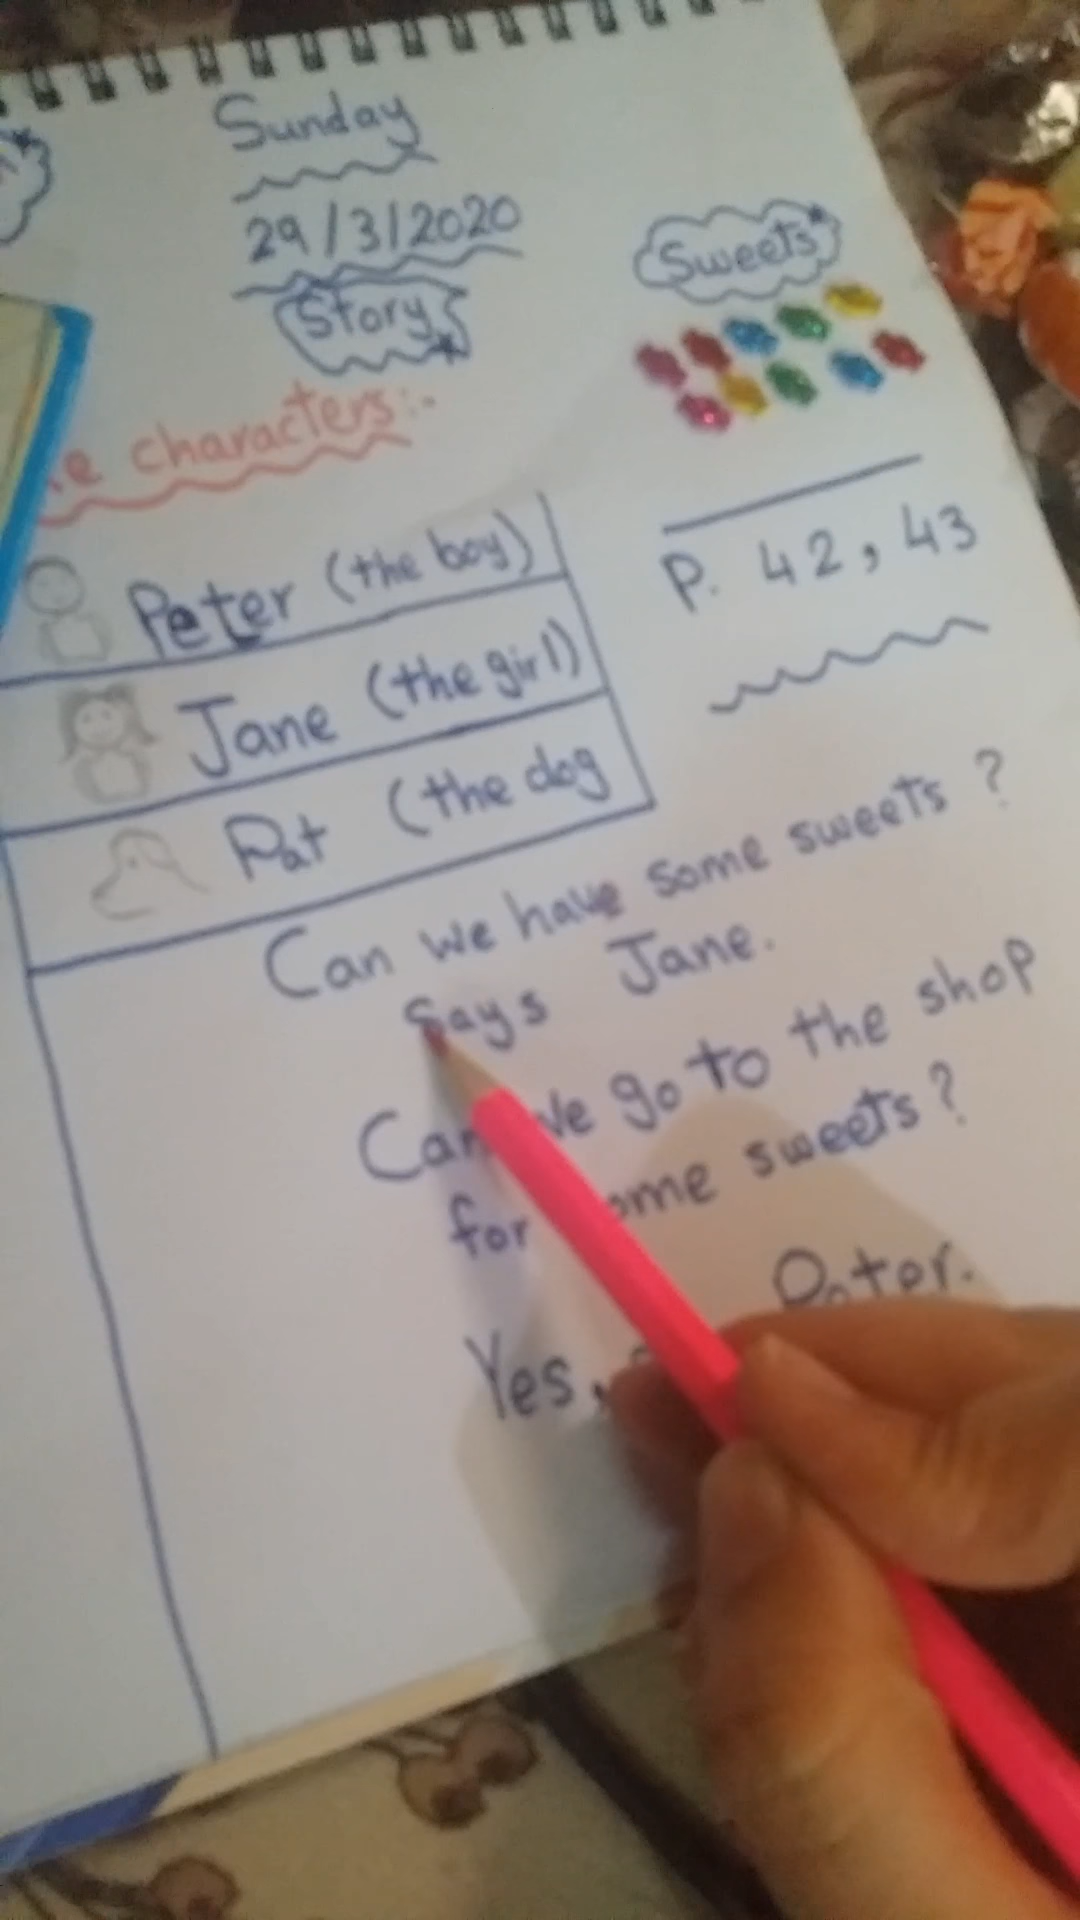 Sunday
29/3/2020
Story
Sweets
characters:-
Peter (the boy)
Jane (the girl)
Pat (the dog
P. 42, 43
Can we have some sweets?
says Jane.
Can we go to the shop
for some sweets?
Yes,
Peter.